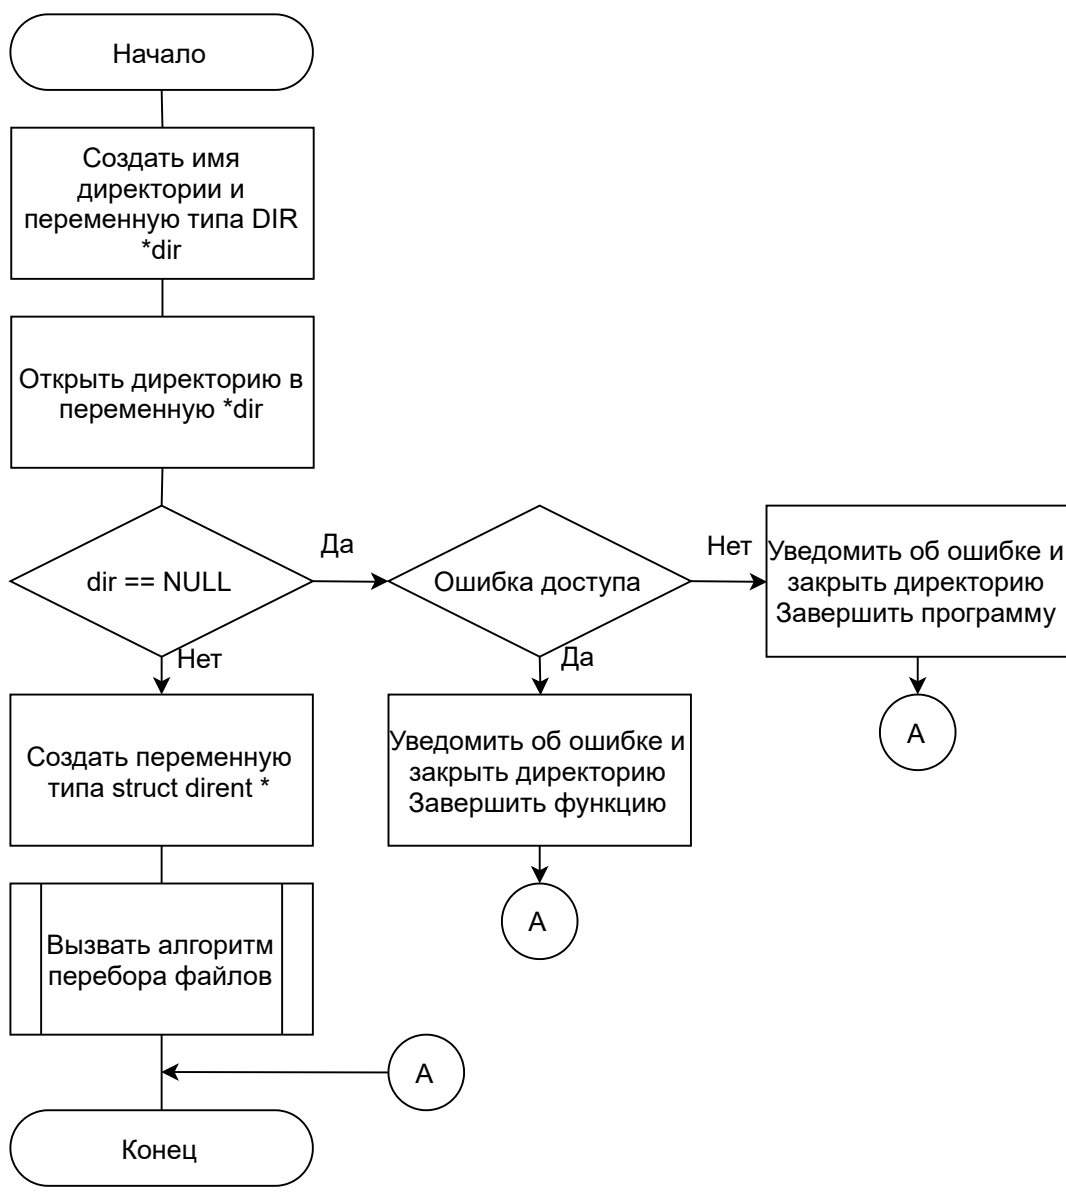 Начало
Создать имя
директории и
переменную типа DIR
*dir
Открыть директорию в
переменную *dir
dir == NULL
Да
Ошибка доступа
Нет
Уведомить об ошибке и
закрыть директорию
Завершить программу
Нет
Да
А
Создать переменную
типа struct dirent *
Уведомить об ошибке и
закрыть директорию
Завершить функцию
А
Вызвать алгоритм
перебора файлов
А
Конец